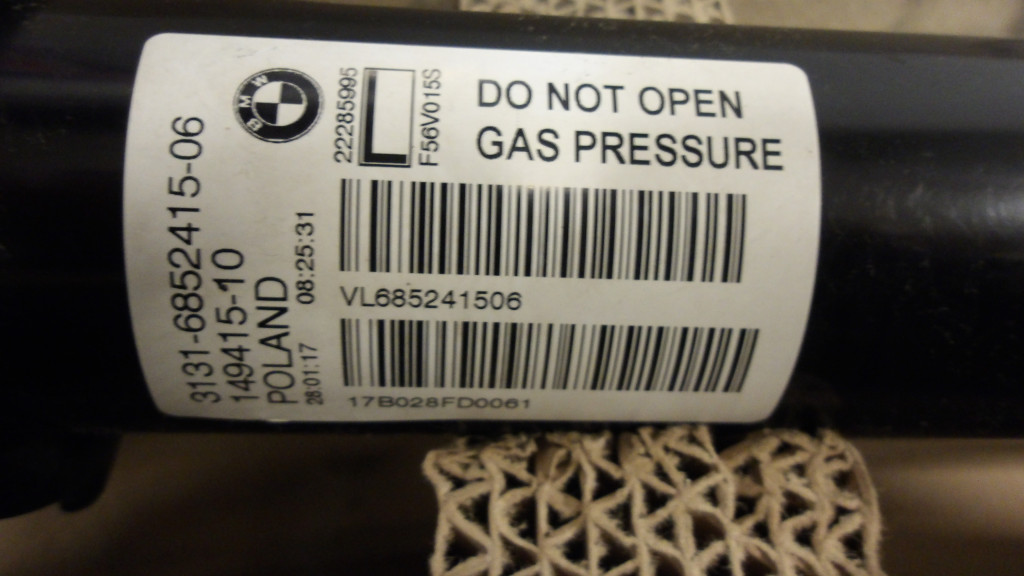 BMW
22285995
L
F56V015S
DO NOT OPEN
GAS PRESSURE
3131-6852415-06
149415-10
POLAND
28:01:17 08:25:31
VL685241506
17B028FD0061